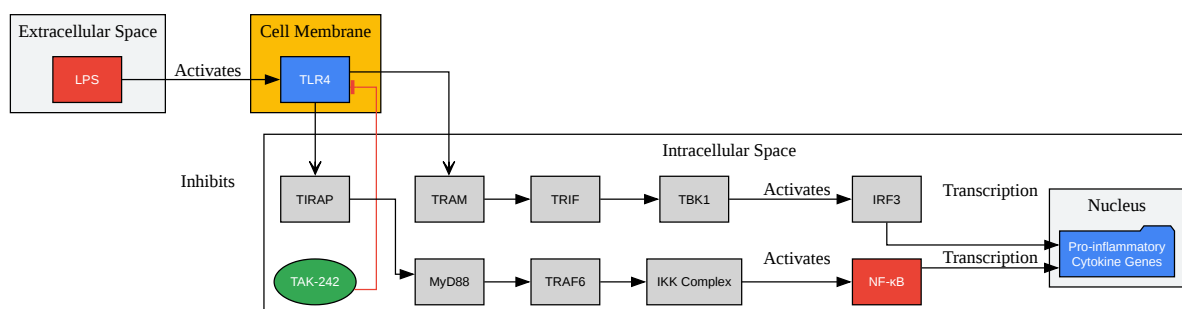 Extracellular Space
Cell Membrane
LPS
Activates
TLR4
Intracellular Space
Inhibits
TIRAP
TRAM
TRIF
TBK1
Activates
IRF3
Transcription
Nucleus
Pro-inflammatory
Cytokine Genes
TAK-242
MyD88
TRAF6
IKK Complex
Activates
NF-κB
Transcription